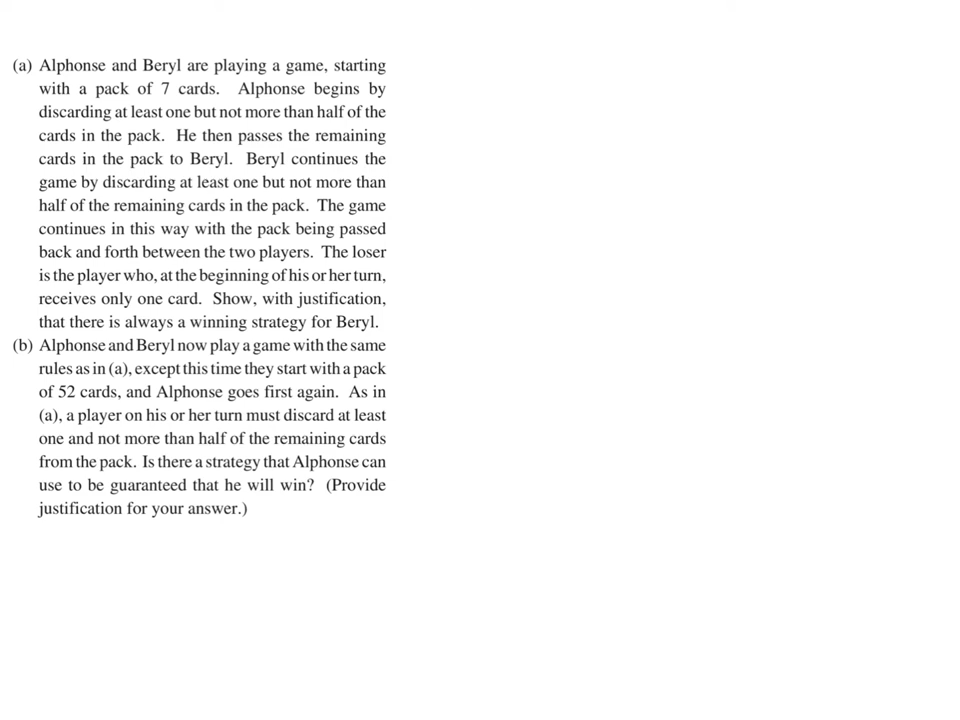 (a) Alphonse and Beryl are playing a game, starting
with a pack of 7 cards. Alphonse begins by
discarding at least one but not more than half of the
cards in the pack. He then passes the remaining
cards in the pack to Beryl. Beryl continues the
game by discarding at least one but not more than
half of the remaining cards in the pack. The game
continues in this way with the pack being passed
back and forth between the two players. The loser
is the player who, at the beginning of his or her turn,
receives only one card. Show, with justification,
that there is always a winning strategy for Beryl.
(b) Alphonse and Beryl now play a game with the same
rules as in (a), except this time they start with a pack
of 52 cards, and Alphonse goes first again. As in
(a), a player on his or her turn must discard at least
one and not more than half of the remaining cards
from the pack. Is there a strategy that Alphonse can
use to be guaranteed that he will win? (Provide
justification for your answer.)